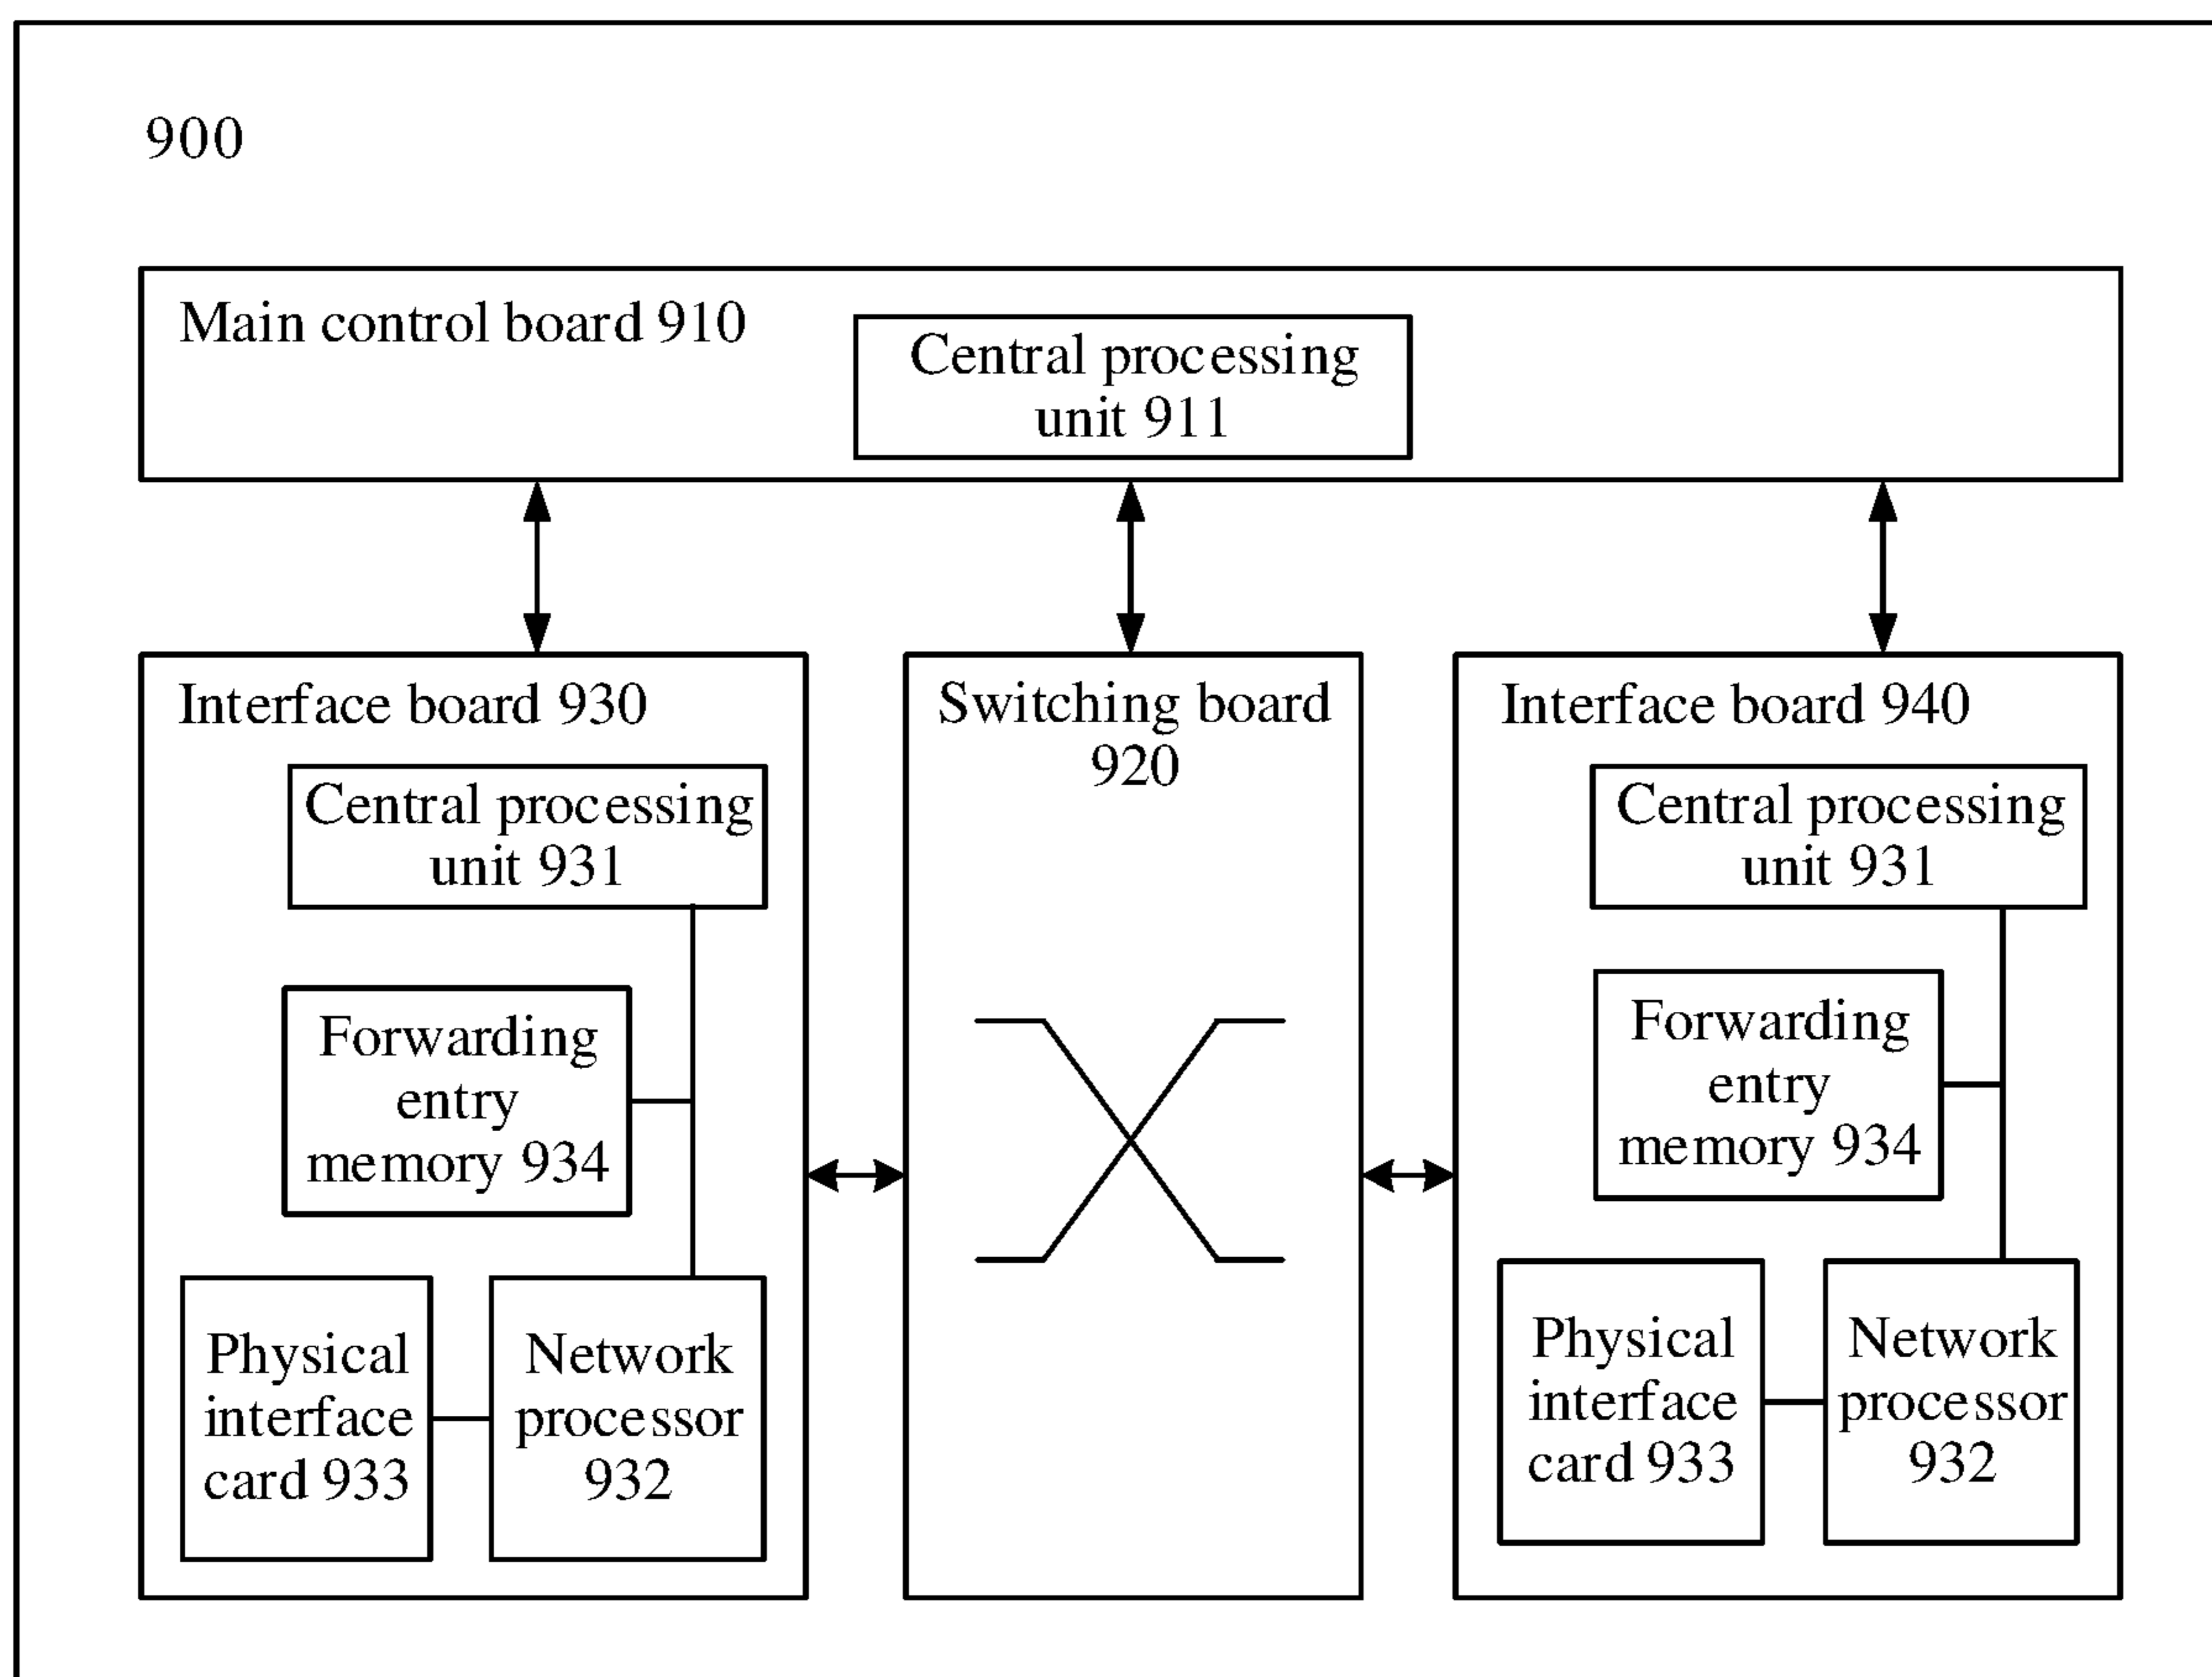 900
Main control board 910
Central processing
unit 911
Interface board 930
Central processing
unit 931
Forwarding
entry
memory 934
Physical
interface
card 933
Network
processor
932
Switching board
920
Interface board 940
Central processing
unit 931
Forwarding
entry
memory 934
Physical
interface
card 933
Network
processor
932